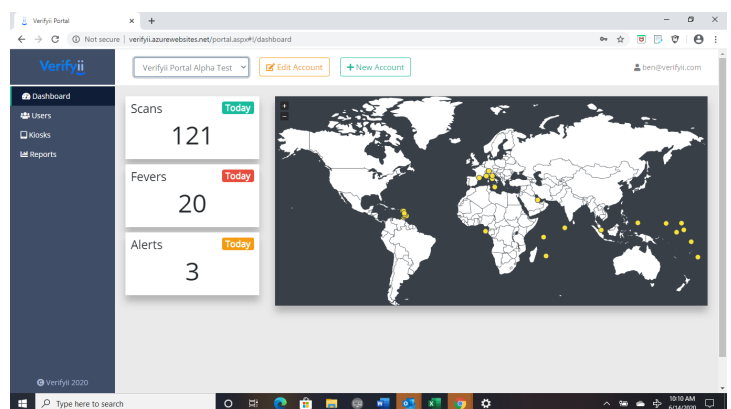 Verifyii Portal
Not secure | verifyii.azurewebsites.net/portal.aspx#!/dashboard
Verifyii
Verifyii Portal Alpha Test
Edit Account
+ New Account
ben@verifyii.com
Dashboard
Users
Kiosks
Reports
Scans
Today
121
Fevers
Today
20
Alerts
Today
3
+
−
© Verifyii 2020
Type here to search
10:10 AM
6/14/2020